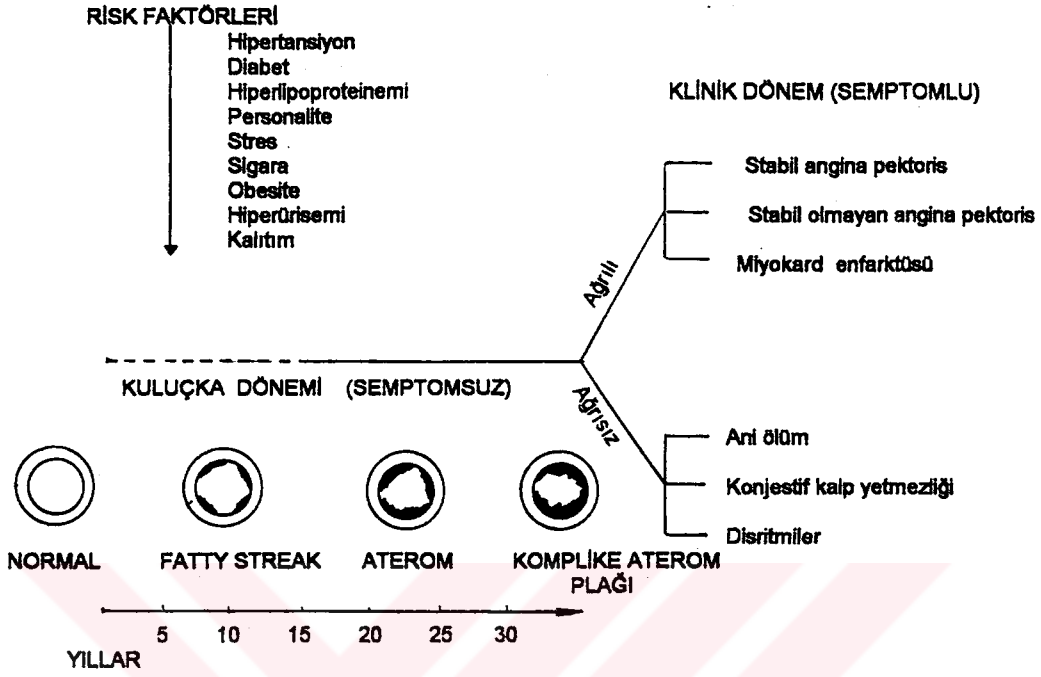 RİSK FAKTÖRLERİ
Hipertansiyon
Diabet
Hiperlipoproteinemi
Personalite
Stres
Sigara
Obesite
Hiperürisemi
Kalıtım
KLİNİK DÖNEM (SEMPTOMLU)
Stabil angina pektoris
Stabil olmayan angina pektoris
Miyokard enfarktüsü
Ağrılı
KULUÇKA DÖNEMİ (SEMPTOMSUZ)
Ağrısız
Ani ölüm
Konjestif kalp yetmezliği
Disritmiler
NORMAL FATTY STREAK ATEROM KOMPLİKE ATEROM
PLAĞI
5 10 15 20 25 30
YILLAR